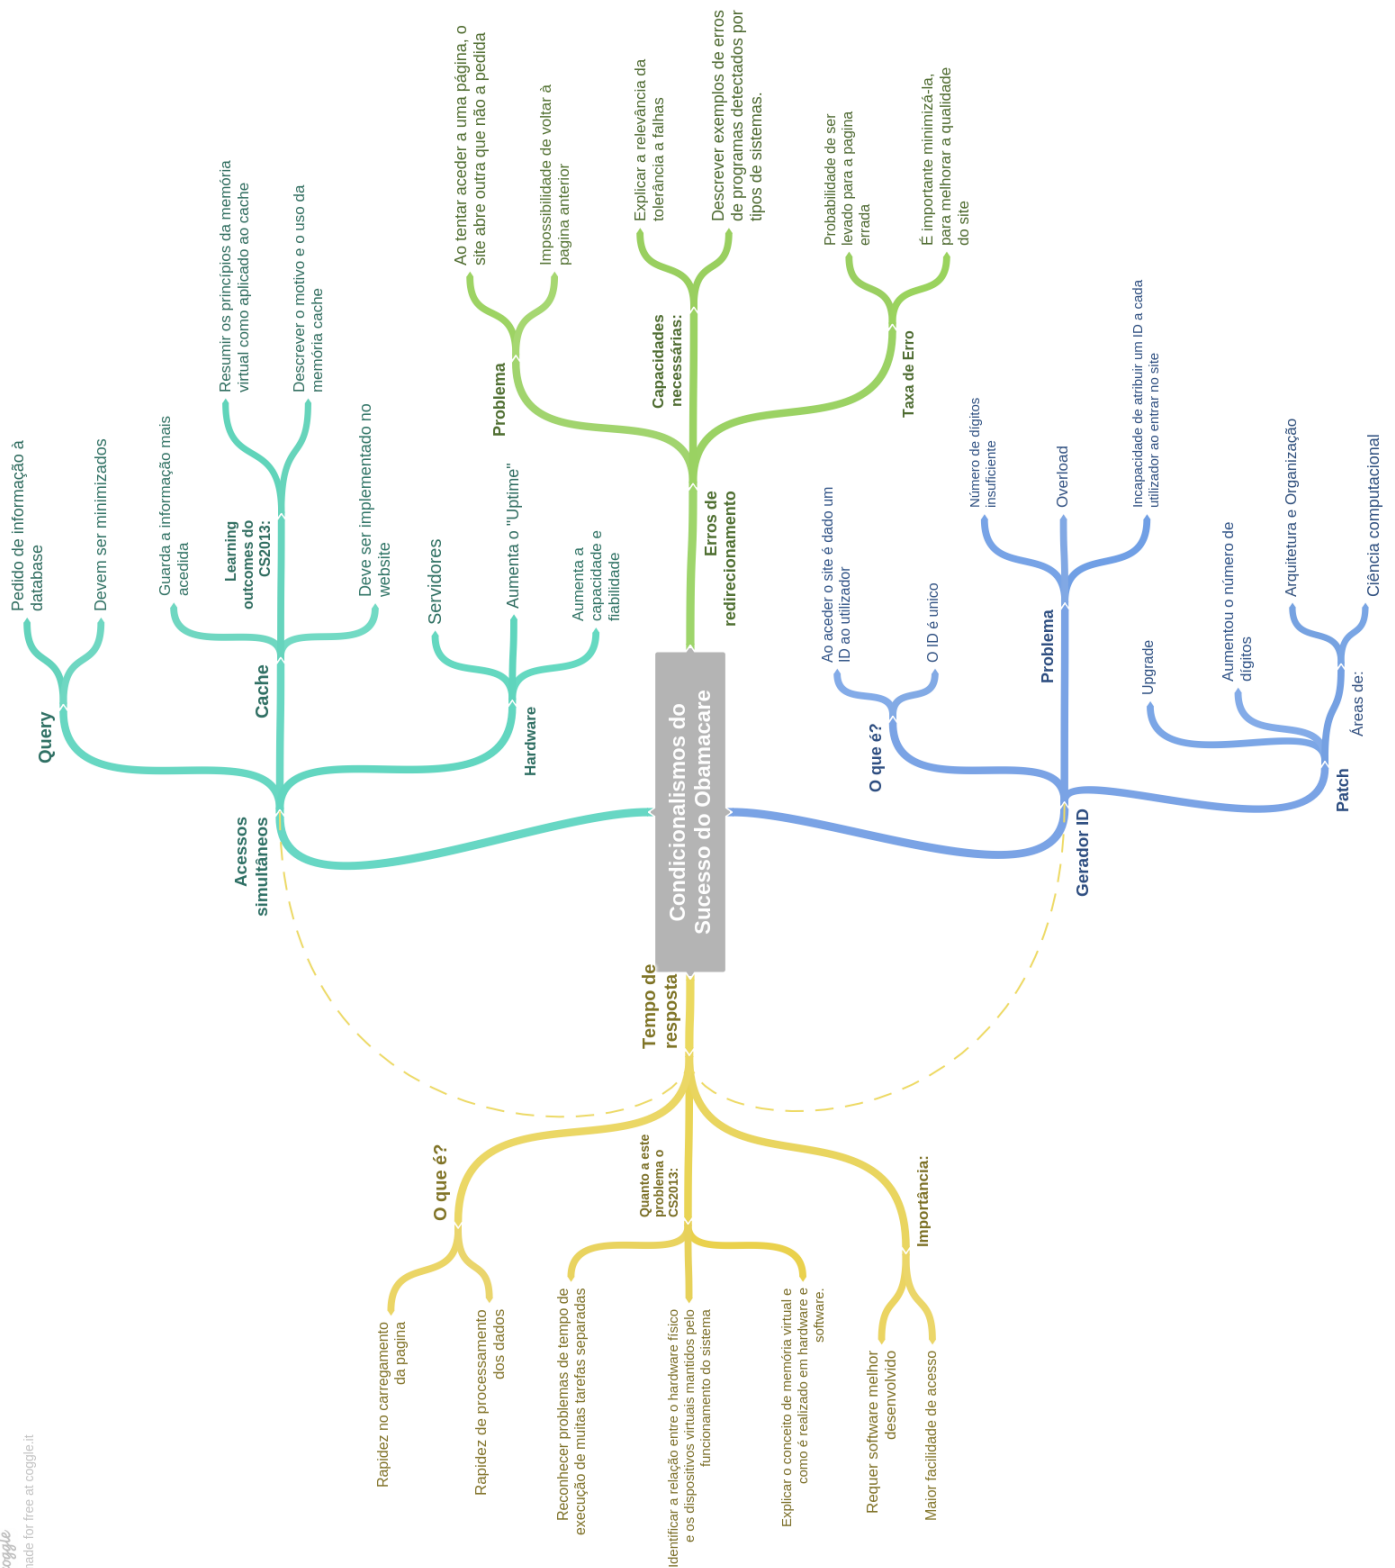 Condicionalismos do
Sucesso do Obamacare
Acessos
simultâneos
Query
Pedido de informação à
database
Devem ser minimizados
Cache
Guarda a informação mais
acedida
Learning
outcomes do
CS2013:
Resumir os princípios da memória
virtual como aplicado ao cache
Descrever o motivo e o uso da
memória cache
Deve ser implementado no
website
Hardware
Servidores
Aumenta o "Uptime"
Aumenta a
capacidade e
fiabilidade
Erros de
redirecionamento
Problema
Ao tentar aceder a uma página, o
site abre outra que não a pedida
Impossibilidade de voltar à
pagina anterior
Capacidades
necessárias:
Explicar a relevância da
tolerância a falhas
Descrever exemplos de erros
de programas detectados por
tipos de sistemas.
Taxa de Erro
Probabilidade de ser
levado para a pagina
errada
É importante minimizá-la,
para melhorar a qualidade
do site
Gerador ID
O que é?
Ao aceder o site é dado um
ID ao utilizador
O ID é unico
Problema
Número de dígitos
insuficiente
Overload
Incapacidade de atribuir um ID a cada
utilizador ao entrar no site
Patch
Upgrade
Aumentou o número de
dígitos
Áreas de:
Arquitetura e Organização
Ciência computacional
Tempo de
resposta
O que é?
Rapidez no carregamento
da pagina
Rapidez de processamento
dos dados
Quanto a este
problema o
CS2013:
Reconhecer problemas de tempo de
execução de muitas tarefas separadas
Identificar a relação entre o hardware físico
e os dispositivos virtuais mantidos pelo
funcionamento do sistema
Explicar o conceito de memória virtual e
como é realizado em hardware e
software.
Importância:
Requer software melhor
desenvolvido
Maior facilidade de acesso
made for free at coggle.it